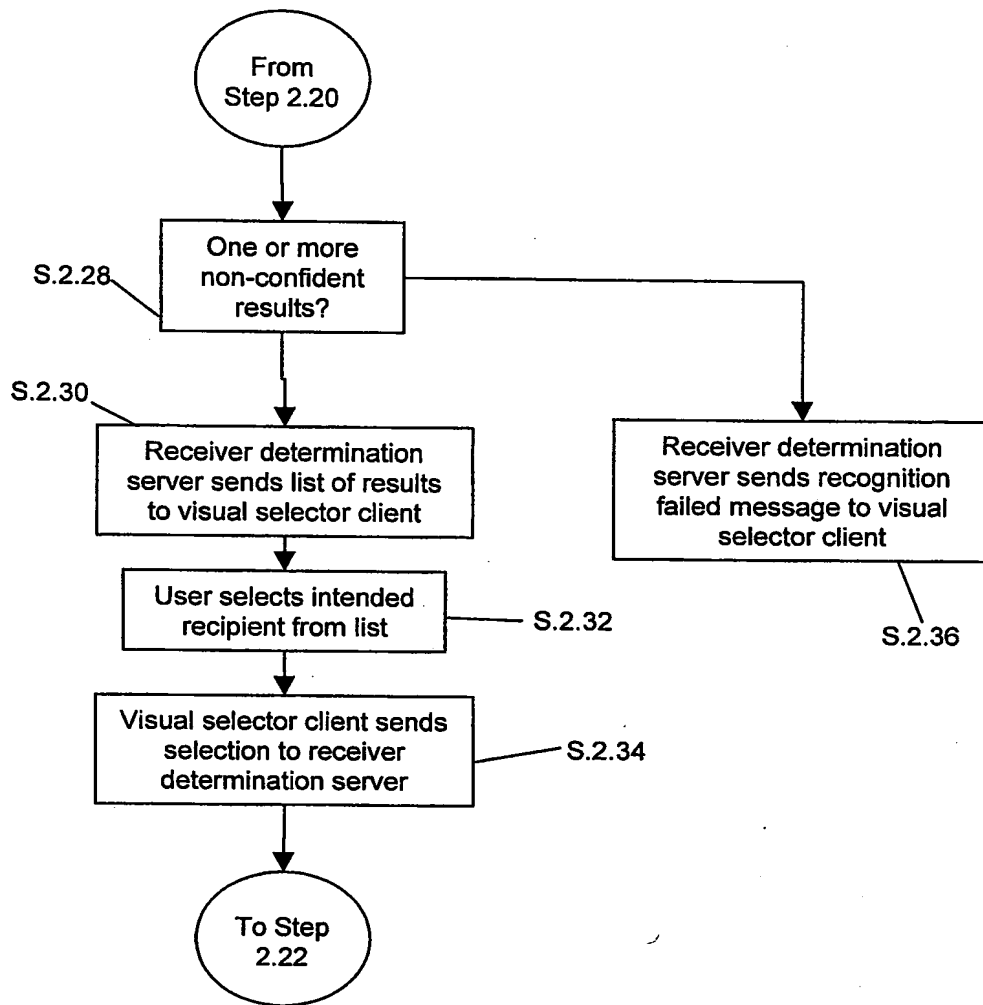 From
Step 2.20
One or more
non-confident
results?
S.2.28
S.2.30
Receiver determination
server sends list of results
to visual selector client
Receiver determination
server sends recognition
failed message to visual
selector client
User selects intended
recipient from list
S.2.32
S.2.36
Visual selector client sends
selection to receiver
determination server
S.2.34
To Step
2.22